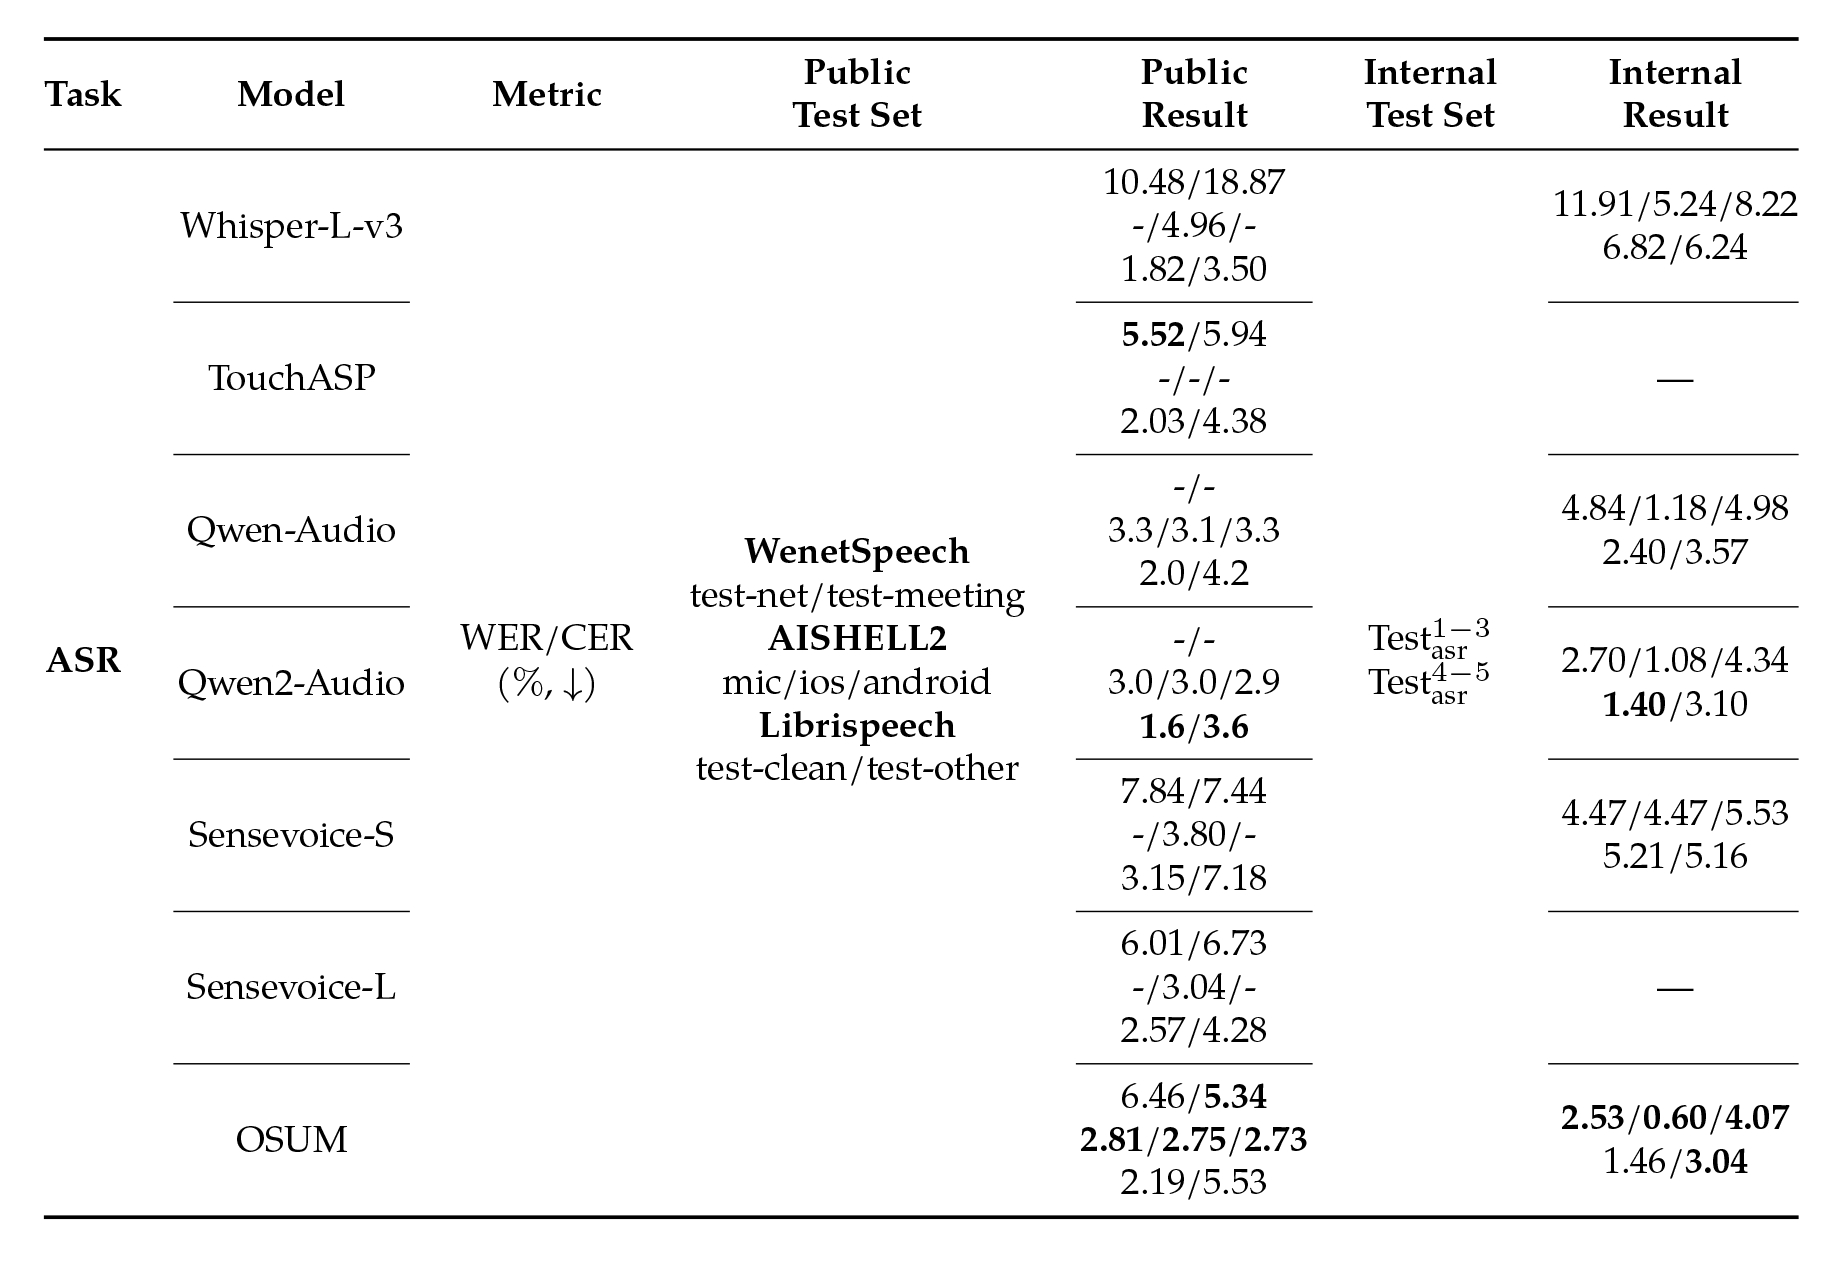 Task Model Metric Public Test Set Public Result Internal Test Set Internal Result
ASR
WER/CER
(%, ↓)
WenetSpeech
test-net/test-meeting
AISHELL2
mic/ios/android
Librispeech
test-clean/test-other
Test^{1−3}_{asr}
Test^{4−5}_{asr}
Whisper-L-v3
10.48/18.87
-/4.96/-
1.82/3.50
11.91/5.24/8.22
6.82/6.24
TouchASP
5.52/5.94
-/-/-
2.03/4.38
—
Qwen-Audio
-/-
3.3/3.1/3.3
2.0/4.2
4.84/1.18/4.98
2.40/3.57
Qwen2-Audio
-/-
3.0/3.0/2.9
1.6/3.6
2.70/1.08/4.34
1.40/3.10
Sensevoice-S
7.84/7.44
-/3.80/-
3.15/7.18
4.47/4.47/5.53
5.21/5.16
Sensevoice-L
6.01/6.73
-/3.04/-
2.57/4.28
—
OSUM
6.46/5.34
2.81/2.75/2.73
2.19/5.53
2.53/0.60/4.07
1.46/3.04